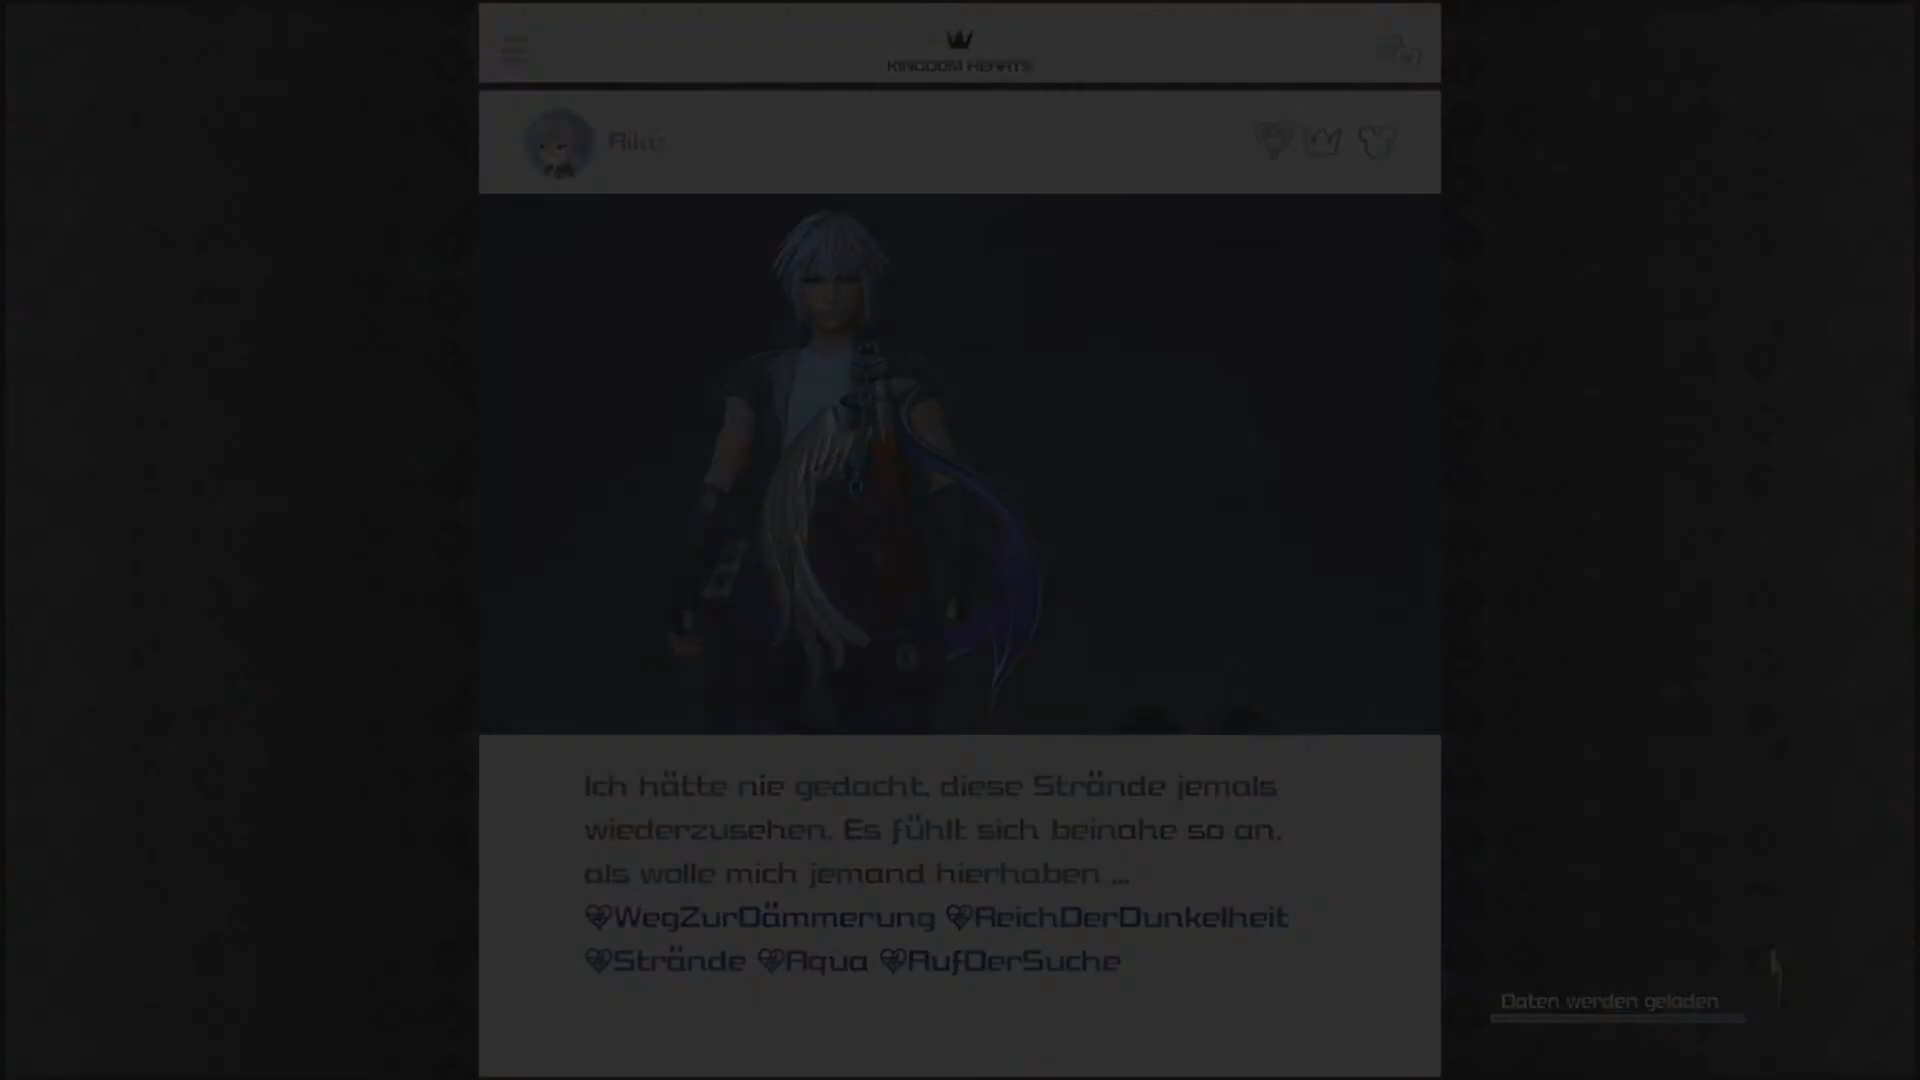 KINGDOM HEARTS
Riku
Ich hätte nie gedacht, diese Strände jemals
wiederzusehen. Es fühlt sich beinahe so an,
als wolle mich jemand hierhaben ...
WegZurDämmerung ReichDerDunkelheit
Strände Aqua AufDerSuche
Daten werden geladen